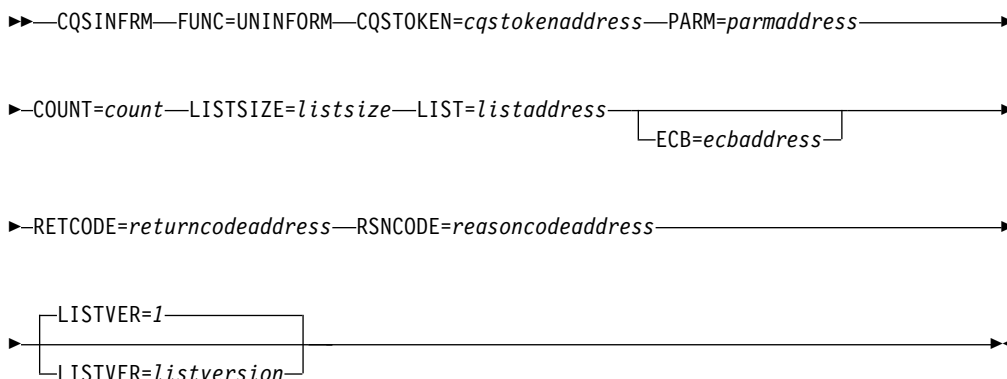 CQSINFRM FUNC=UNINFORM CQSTOKEN=cqstokenaddress PARM=parmaddress
COUNT=count LISTSIZE=listsize LIST=listaddress
ECB=ecbaddress
RETCODE=returncodeaddress RSNCODE=reasoncodeaddress
LISTVER=1
LISTVER=listversion